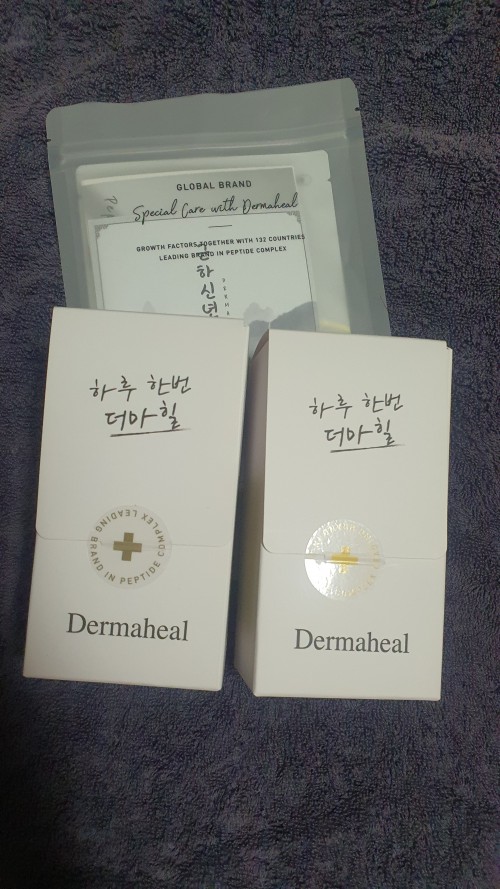 GLOBAL BRAND
Special Care with Dermaheal
GROWTH FACTORS TOGETHER WITH 132 COUNTRIES
LEADING BRAND IN PEPTIDE COMPLEX
하
신
년
하루 한번
더마힐
COMPLEX LEADING BRAND IN PEPTIDE
Dermaheal
하루 한번
더마힐
Dermaheal